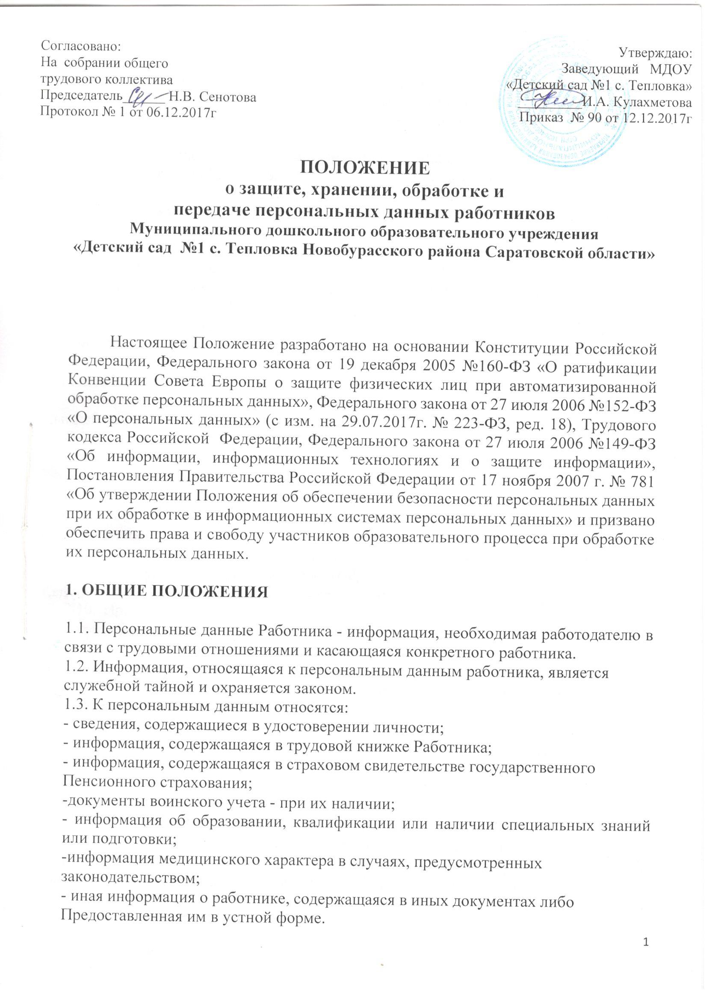 Согласовано:
На собрании общего
трудового коллектива
Председатель______ Н.В. Сенотова
Протокол № 1 от 06.12.2017г
Утверждаю:
Заведующий МДОУ
«Детский сад №1 с. Тепловка»
_________И.А. Кулахметова
Приказ № 90 от 12.12.2017г
ПОЛОЖЕНИЕ
о защите, хранении, обработке и
передаче персональных данных работников
Муниципального дошкольного образовательного учреждения
«Детский сад №1 с. Тепловка Новобурасского района Саратовской области»
Настоящее Положение разработано на основании Конституции Российской
Федерации, Федерального закона от 19 декабря 2005 №160-ФЗ «О ратификации
Конвенции Совета Европы о защите физических лиц при автоматизированной
обработке персональных данных», Федерального закона от 27 июля 2006 №152-ФЗ
«О персональных данных» (с изм. на 29.07.2017г. № 223-ФЗ, ред. 18), Трудового
кодекса Российской Федерации, Федерального закона от 27 июля 2006 №149-ФЗ
«Об информации, информационных технологиях и о защите информации»,
Постановления Правительства Российской Федерации от 17 ноября 2007 г. № 781
«Об утверждении Положения об обеспечении безопасности персональных данных
при их обработке в информационных системах персональных данных» и призвано
обеспечить права и свободу участников образовательного процесса при обработке
их персональных данных.
1. ОБЩИЕ ПОЛОЖЕНИЯ
1.1. Персональные данные Работника - информация, необходимая работодателю в
связи с трудовыми отношениями и касающаяся конкретного работника.
1.2. Информация, относящаяся к персональным данным работника, является
служебной тайной и охраняется законом.
1.3. К персональным данным относятся:
- сведения, содержащиеся в удостоверении личности;
- информация, содержащаяся в трудовой книжке Работника;
- информация, содержащаяся в страховом свидетельстве государственного
Пенсионного страхования;
-документы воинского учета - при их наличии;
- информация об образовании, квалификации или наличии специальных знаний
или подготовки;
-информация медицинского характера в случаях, предусмотренных
законодательством;
- иная информация о работнике, содержащаяся в иных документах либо
Предоставленная им в устной форме.
1